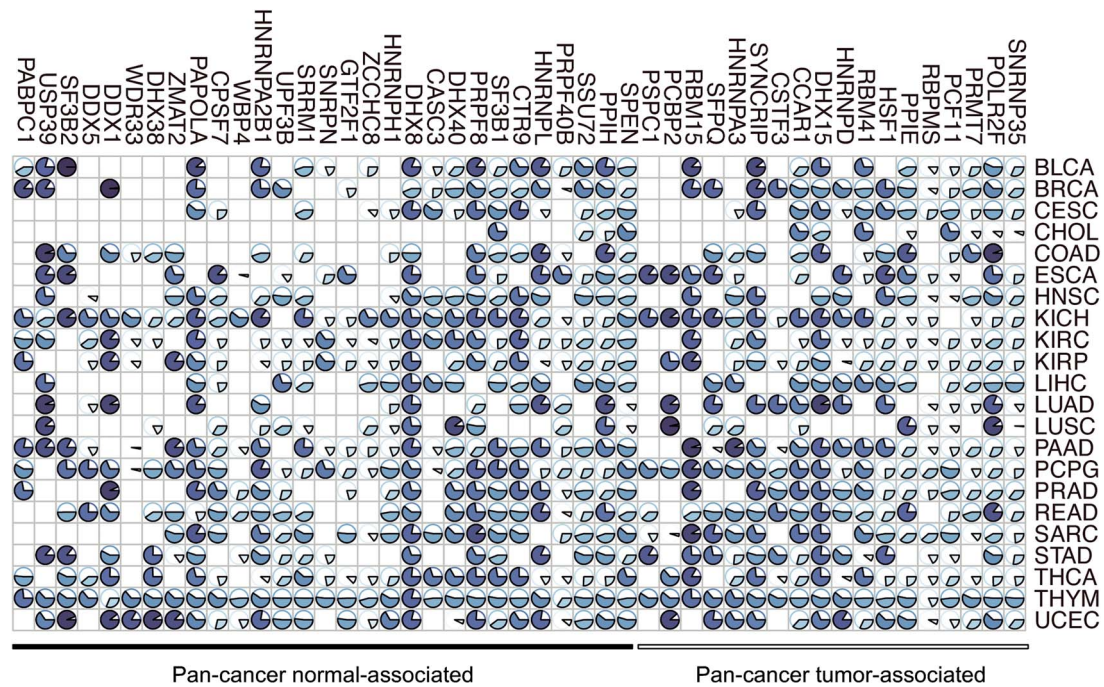 PABPC1
USP39
SF3B2
DDX5
DDX1
WDR33
DHX38
ZMAT2
PAPOLA
CPSF7
WBP4
HNRNPA2B1
UPF3B
SRRM1
SNRPN
GTF2F1
ZCCHC8
HNRNPH1
DHX8
CASC3
DHX40
PRPF8
SF3B1
CTR9
HNRNPL
PRPF40B
SSU72
PPIH
SPEN
PSPC1
PCBP2
RBM15
SFPQ
HNRNPA3
SYNCRIP
CSTF3
CCAR1
DHX15
HNRNPD
RBM41
HSF1
PPIE
RBPMS
PCF11
PRMT7
POLR2F
SNRNP35
BLCA
BRCA
CESC
CHOL
COAD
ESCA
HNSC
KICH
KIRC
KIRP
LIHC
LUAD
LUSC
PAAD
PCPG
PRAD
READ
SARC
STAD
THCA
THYM
UCEC
Pan-cancer normal-associated
Pan-cancer tumor-associated